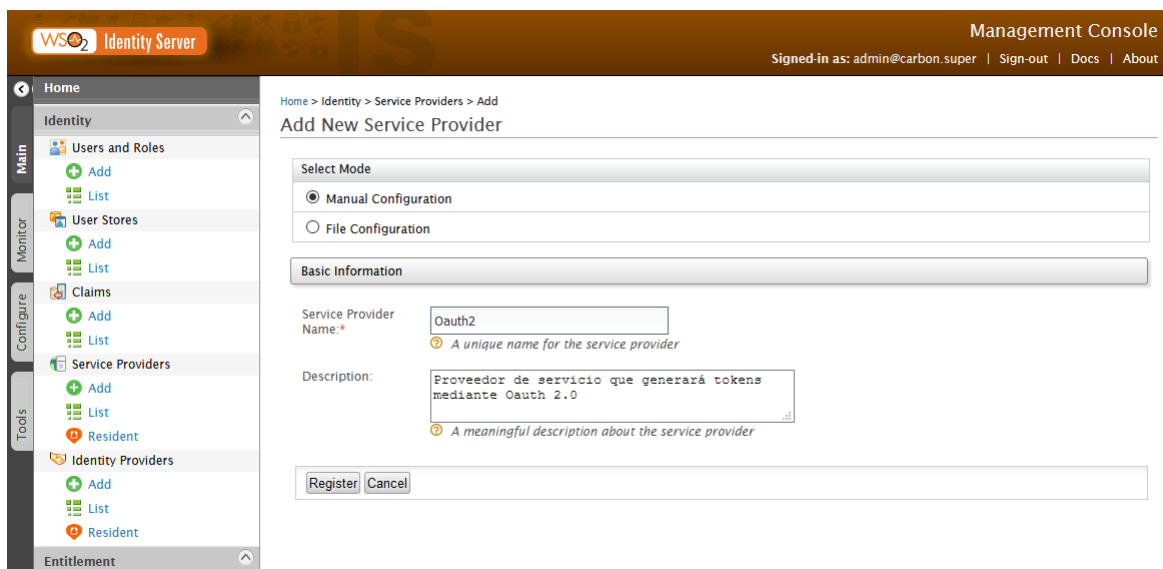 WSO2 Identity Server
Management Console
Signed-in as: admin@carbon.super | Sign-out | Docs | About
Main
Monitor
Configure
Tools
Home
Identity
Users and Roles
Add
List
User Stores
Add
List
Claims
Add
List
Service Providers
Add
List
Resident
Identity Providers
Add
List
Resident
Entitlement
Home > Identity > Service Providers > Add
Add New Service Provider
Select Mode
Manual Configuration
File Configuration
Basic Information
Service Provider
Name:*
Oauth2
A unique name for the service provider
Description:
Proveedor de servicio que generará tokens
mediante Oauth 2.0
A meaningful description about the service provider
Register Cancel